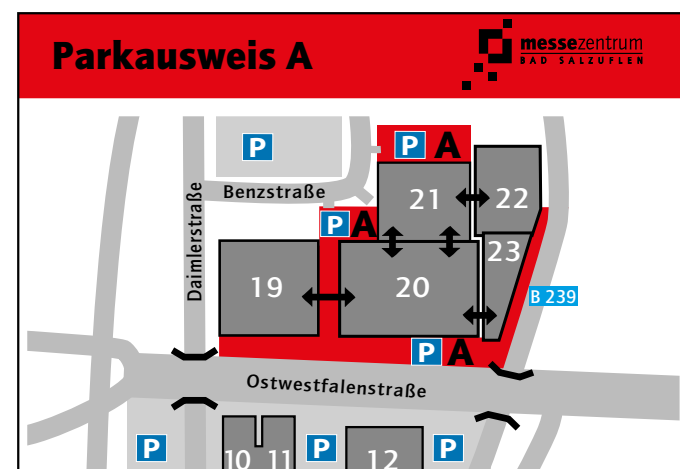 Parkausweis A
messezentrum
BAD SALZUFLEN
P
P A
Benzstraße
Daimlerstraße
21
22
P A
23
19
20
B 239
P A
Ostwestfalenstraße
P
10 11
P
12
P